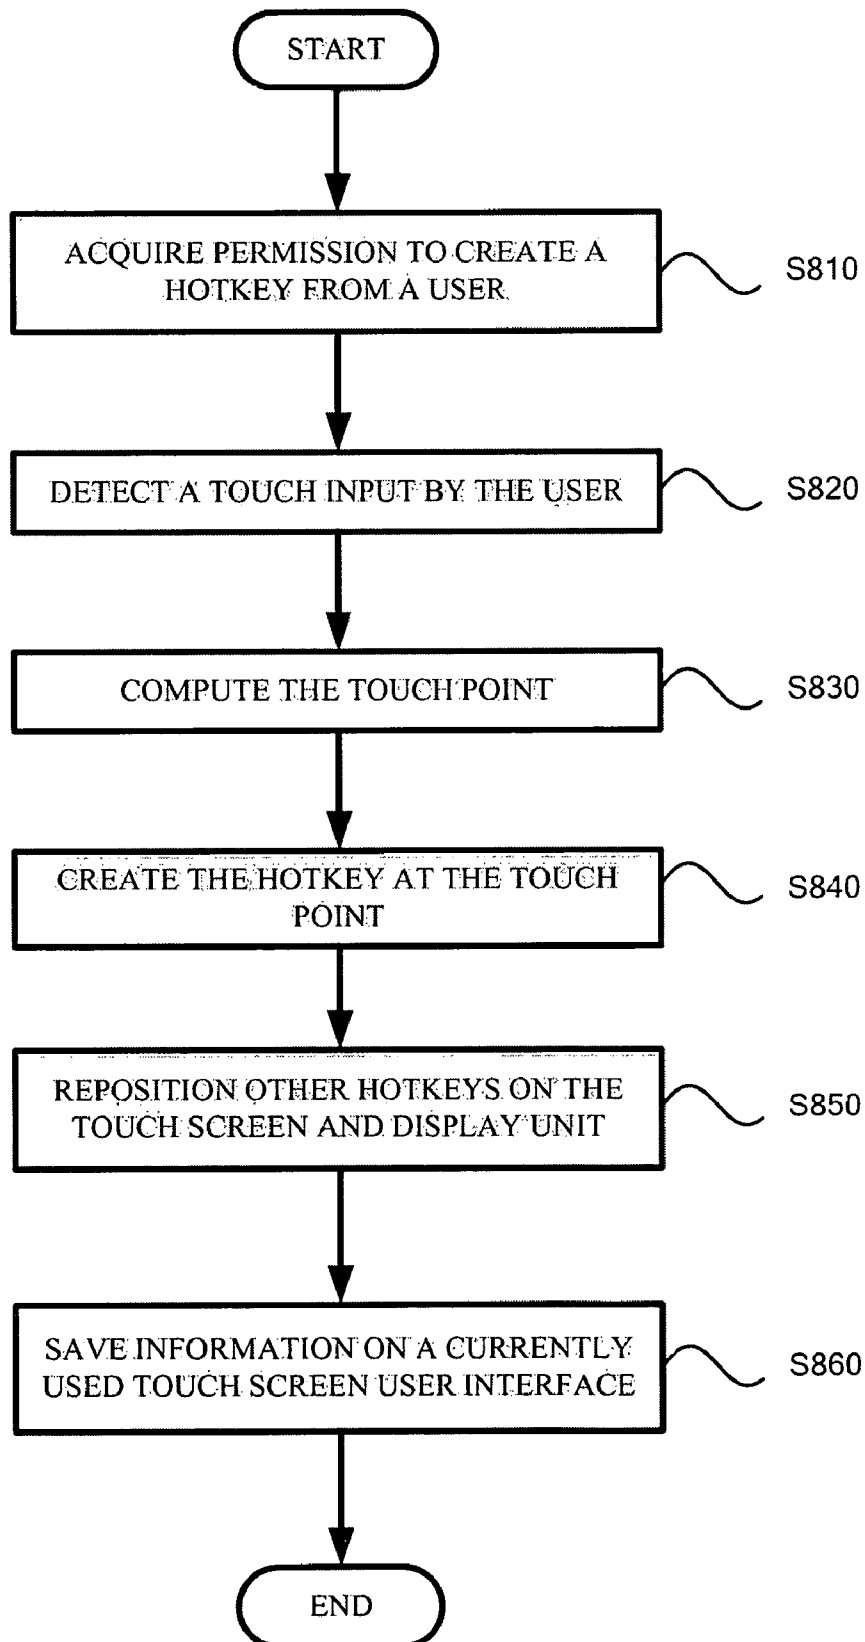 START
ACQUIRE PERMISSION TO CREATE A
HOTKEY FROM A USER
S810
DETECT A TOUCH INPUT BY THE USER
S820
COMPUTE THE TOUCH POINT
S830
CREATE THE HOTKEY AT THE TOUCH
POINT
S840
REPOSITION OTHER HOTKEYS ON THE
TOUCH SCREEN AND DISPLAY UNIT
S850
SAVE INFORMATION ON A CURRENTLY
USED TOUCH SCREEN USER INTERFACE
S860
END